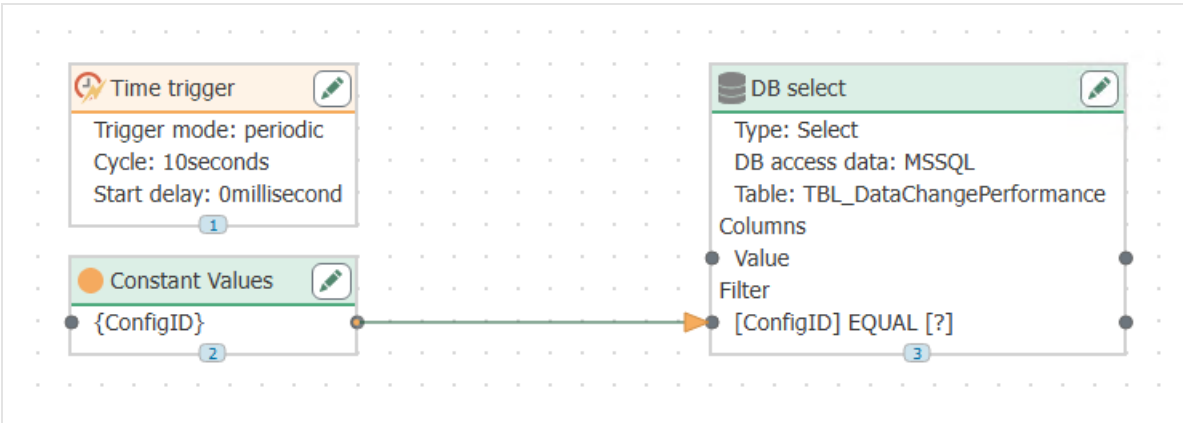 Time trigger
Trigger mode: periodic
Cycle: 10seconds
Start delay: 0millisecond
1
Constant Values
{ConfigID}
2
DB select
Type: Select
DB access data: MSSQL
Table: TBL_DataChangePerformance
Columns
Value
Filter
[ConfigID] EQUAL [?]
3